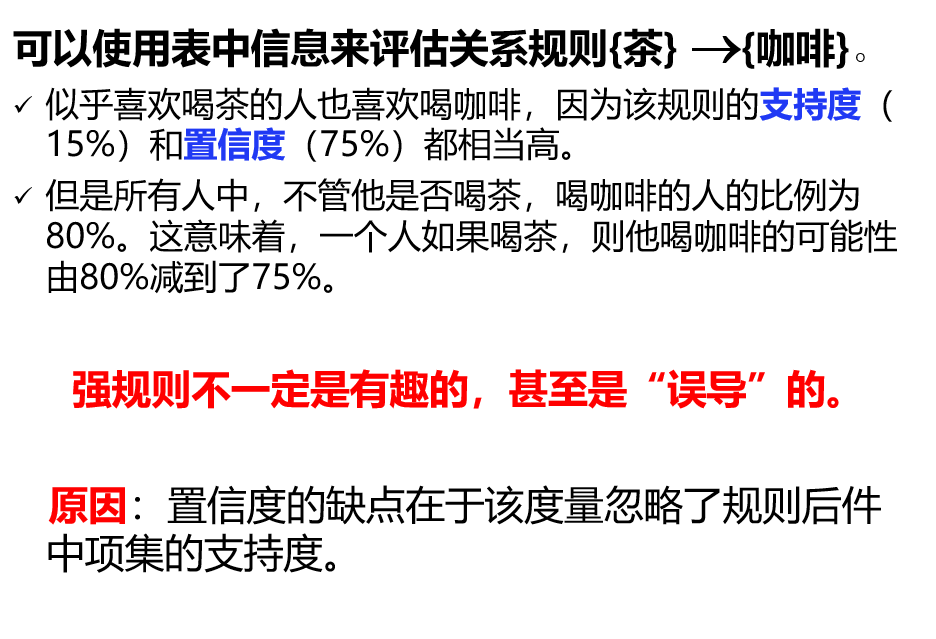 可以使用表中信息来评估关系规则{茶} →{咖啡}。
✓ 似乎喜欢喝茶的人也喜欢喝咖啡，因为该规则的支持度（
15%）和置信度（75%）都相当高。
✓ 但是所有人中，不管他是否喝茶，喝咖啡的人的比例为
80%。这意味着，一个人如果喝茶，则他喝咖啡的可能性
由80%减到了75%。
强规则不一定是有趣的，甚至是“误导”的。
原因：置信度的缺点在于该度量忽略了规则后件
中项集的支持度。